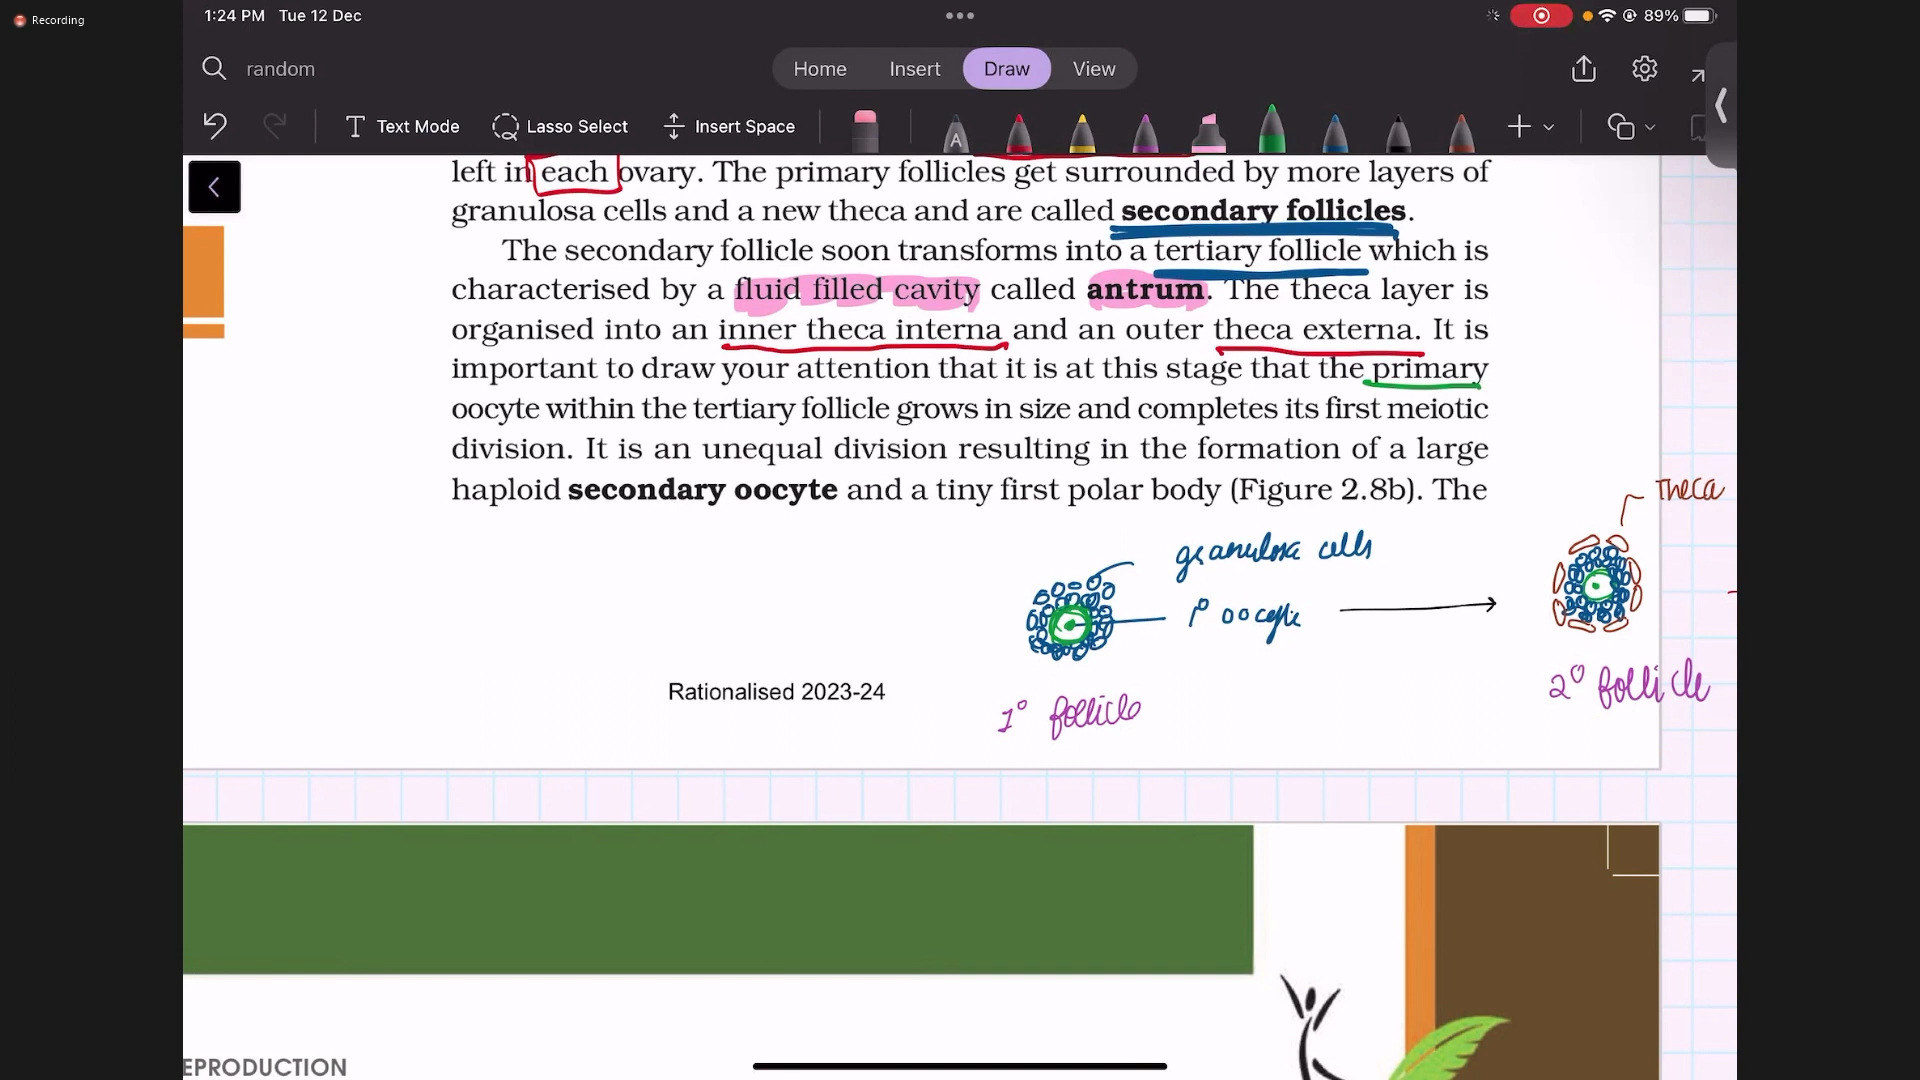 Recording
1:24 PM Tue 12 Dec
89%
random
Home Insert Draw View
Text Mode Lasso Select Insert Space A
left in each ovary. The primary follicles get surrounded by more layers of
granulosa cells and a new theca and are called secondary follicles.
The secondary follicle soon transforms into a tertiary follicle which is
characterised by a fluid filled cavity called antrum. The theca layer is
organised into an inner theca interna and an outer theca externa. It is
important to draw your attention that it is at this stage that the primary
oocyte within the tertiary follicle grows in size and completes its first meiotic
division. It is an unequal division resulting in the formation of a large
haploid secondary oocyte and a tiny first polar body (Figure 2.8b). The
Theca
granulosa cells
1° oocyte
2° follicle
Rationalised 2023-24
1° follicle
EPRODUCTION